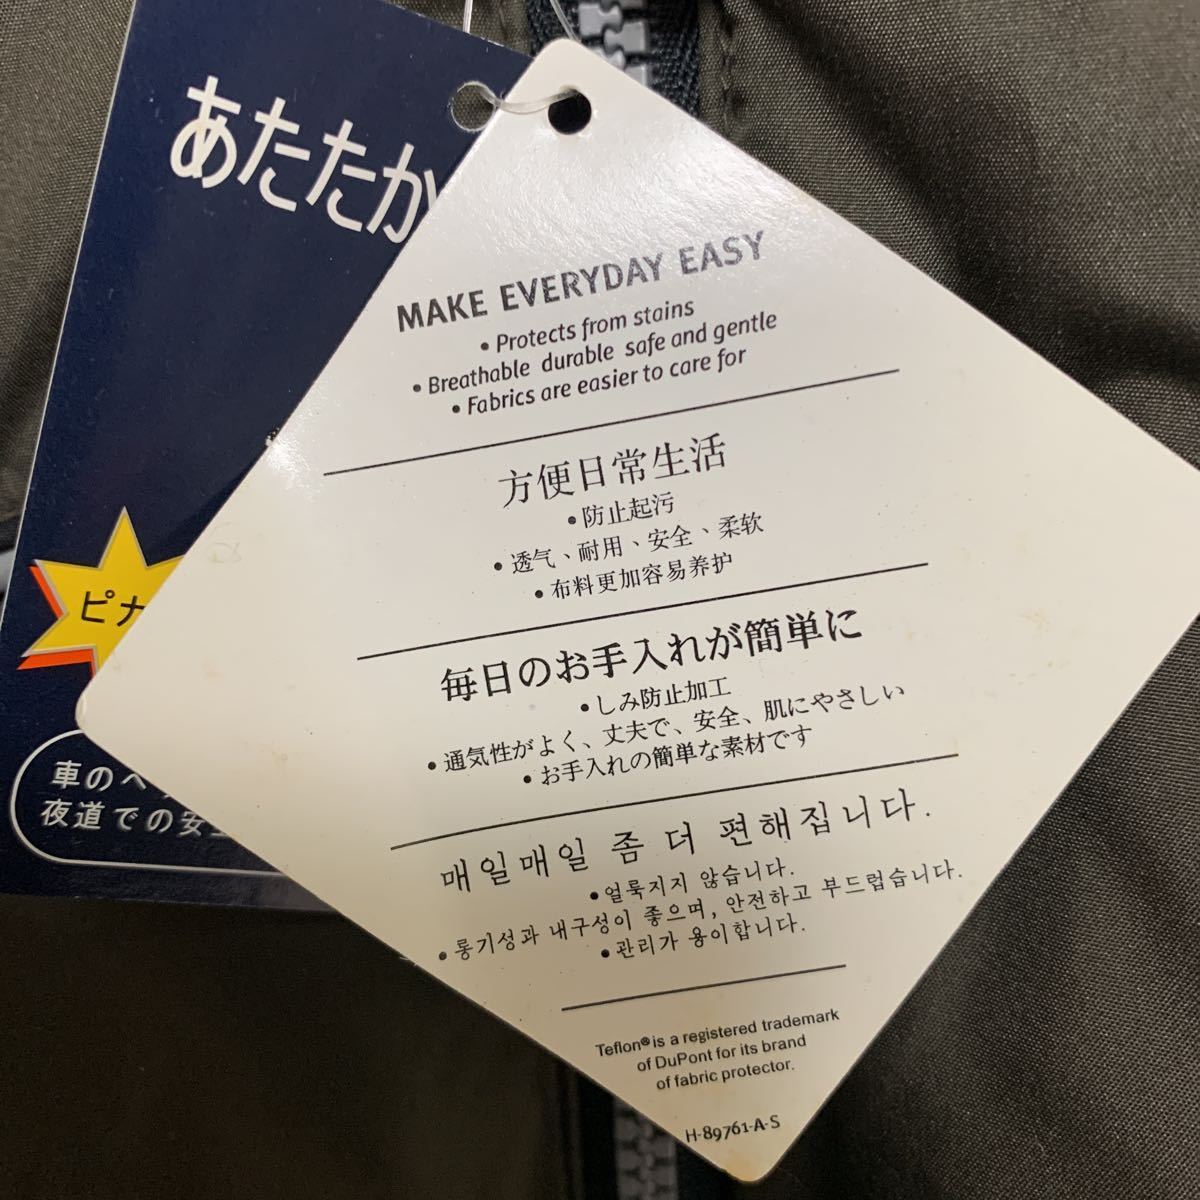 あたたか
MAKE EVERYDAY EASY
• Protects from stains
• Breathable durable safe and gentle
• Fabrics are easier to care for
方便日常生活
• 防止起污
• 透气、耐用、安全、柔软
• 布料更加容易养护
毎日のお手入れが簡単に
• しみ防止加工
• 通気性がよく、丈夫で、安全、肌にやさしい
• お手入れの簡単な素材です
매일매일 좀 더 편해집니다.
• 얼룩지지 않습니다.
• 통기성과 내구성이 좋으며, 안전하고 부드럽습니다.
• 관리가 용이합니다.
Teflon® is a registered trademark
of DuPont for its brand
of fabric protector.
H-89761-A-S
ピナ
車のヘ
夜道での安